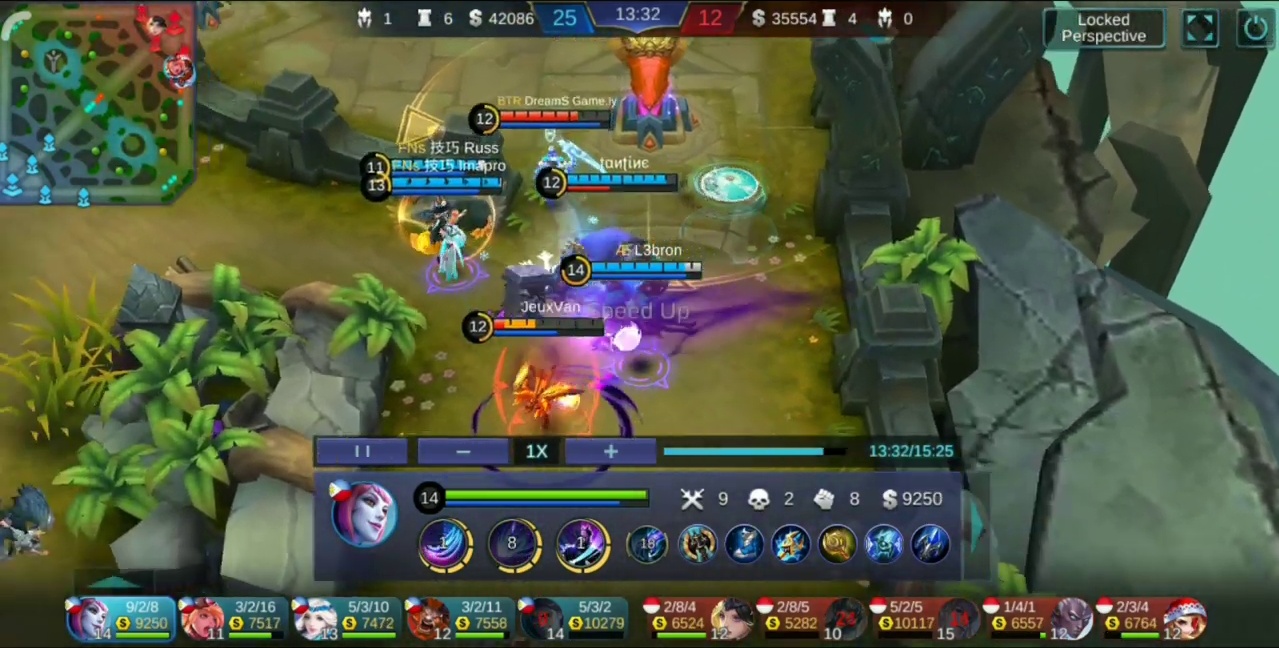 1 6 $ 42086 25 13:32 12 $ 35554 4 0
Locked
Perspective
BTR DreamS Game.ly
12
FNs 技巧 Russ
11
FNs 技巧 Imapro
13
tαηtinє
12
Æ L3bron
14
Speed Up
JeuxVan
12
1X
13:32/15:25
14 9 2 8 $ 9250
1 8 1 18
9/2/8 3/2/16 5/3/10 3/2/11 5/3/2 2/8/4 2/8/5 5/2/5 1/4/1 2/3/4
$ 9250 $ 7517 $ 7472 $ 7558 $ 10279 $ 6524 $ 5282 $ 10117 $ 6557 $ 6764
14 11 13 12 14 12 10 15 12 12